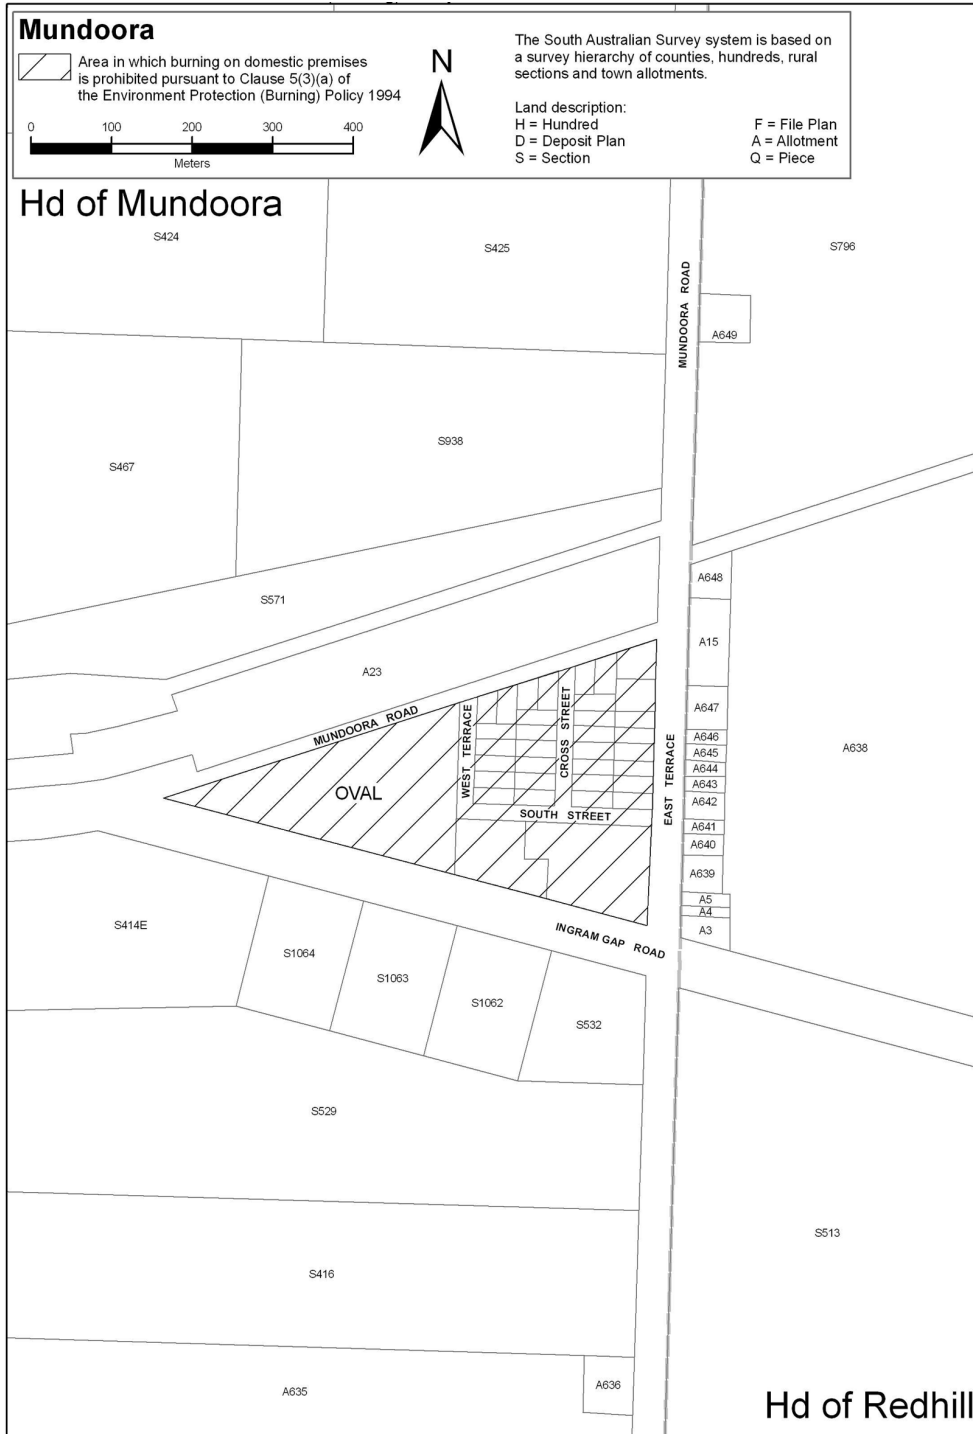 Mundoora
Area in which burning on domestic premises
is prohibited pursuant to Clause 5(3)(a) of
the Environment Protection (Burning) Policy 1994
0 100 200 300 400
Meters
N
The South Australian Survey system is based on
a survey hierarchy of counties, hundreds, rural
sections and town allotments.
Land description:
H = Hundred F = File Plan
D = Deposit Plan A = Allotment
S = Section Q = Piece
Hd of Mundoora
S424
S425
S796
MUNDOORA ROAD
A649
S938
S467
A648
S571
A15
A23
A647
MUNDOORA ROAD
WEST TERRACE
CROSS STREET
EAST TERRACE
A646
A645
A638
A644
A643
OVAL
A642
SOUTH STREET
A641
A640
A639
A5
A4
A3
S414E
INGRAM GAP ROAD
S1064
S1063
S1062
S532
S529
S513
S416
A635
A636
Hd of Redhill